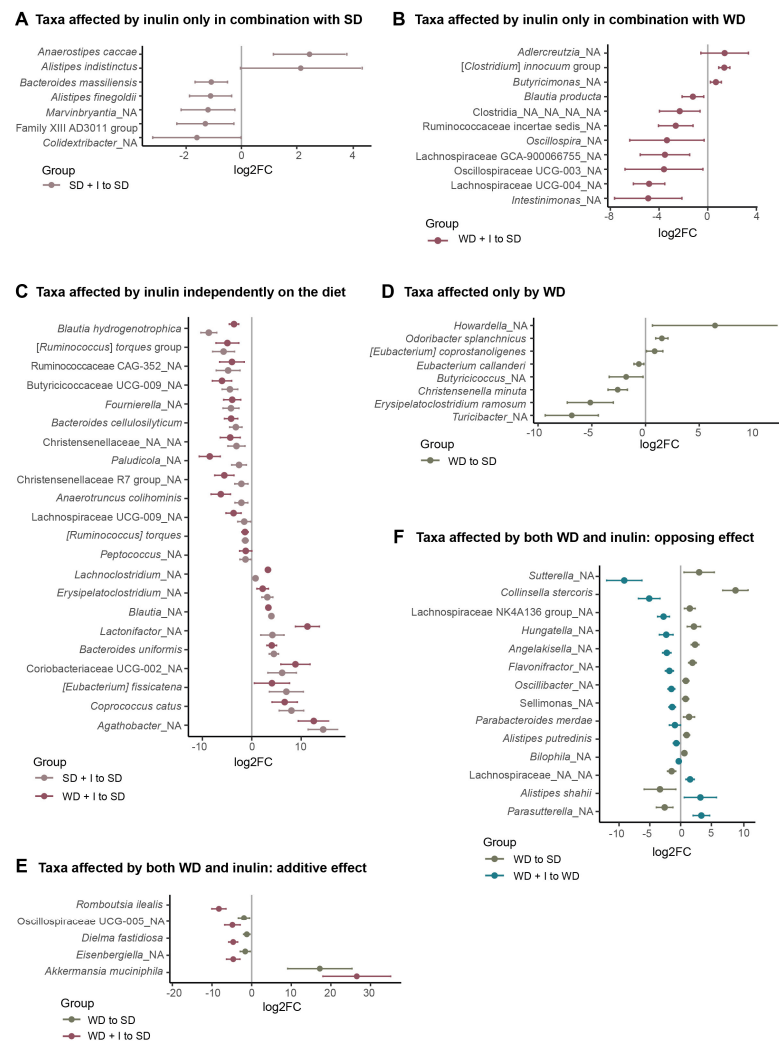 A Taxa affected by inulin only in combination with SD
Anaerostipes caccae
Alistipes indistinctus
Bacteroides massiliensis
Alistipes finegoldii
Marvinbryantia_NA
Family XIII AD3011 group
Colidextribacter_NA
-2 0 2 4
log2FC
Group
SD + I to SD
B Taxa affected by inulin only in combination with WD
Adlercreutzia_NA
[Clostridium] innocuum group
Butyricimonas_NA
Blautia producta
Clostridia_NA_NA_NA
Ruminococcaceae incertae sedis_NA
Oscillospira_NA
Lachnospiraceae GCA-900066755_NA
Oscillospiraceae UCG-003_NA
Lachnospiraceae UCG-004_NA
Intestinimonas_NA
-8 -4 0 4
log2FC
Group
WD + I to SD
C Taxa affected by inulin independently on the diet
Blautia hydrogenotrophica
[Ruminococcus] torques group
Ruminococcaceae CAG-352_NA
Butyricicoccaceae UCG-009_NA
Fournierella_NA
Bacteroides cellulosilyticum
Christensenellaceae_NA_NA
Paludicola_NA
Christensenellaceae R7 group_NA
Anaerotruncus colihominis
Lachnospiraceae UCG-009_NA
[Ruminococcus] torques
Peptococcus_NA
Lachnoclostridium_NA
Erysipelatoclostridium_NA
Blautia_NA
Lactonifactor_NA
Bacteroides uniformis
Coriobacteriaceae UCG-002_NA
[Eubacterium] fissicatena
Coprococcus catus
Agathobacter_NA
-10 0 10
log2FC
Group
SD + I to SD
WD + I to SD
D Taxa affected only by WD
Howardella_NA
Odoribacter splanchnicus
[Eubacterium] coprostanoligenes
Eubacterium callanderi
Butyricicoccus_NA
Christensenella minuta
Erysipelatoclostridium ramosum
Turicibacter_NA
-10 -5 0 5 10
log2FC
Group
WD to SD
F Taxa affected by both WD and inulin: opposing effect
Sutterella_NA
Collinsella stercoris
Lachnospiraceae NK4A136 group_NA
Hungatella_NA
Angelakisella_NA
Flavonifractor_NA
Oscillibacter_NA
Sellimonas_NA
Parabacteroides merdae
Alistipes putredinis
Bilophila_NA
Lachnospiraceae_NA_NA
Alistipes shahii
Parasutterella_NA
-10 -5 0 5 10
log2FC
Group
WD to SD
WD + I to WD
E Taxa affected by both WD and inulin: additive effect
Romboutsia ilealis
Oscillospiraceae UCG-005_NA
Dielma fastidiosa
Eisenbergiella_NA
Akkermansia muciniphila
-20 -10 0 10 20 30
log2FC
Group
WD to SD
WD + I to SD